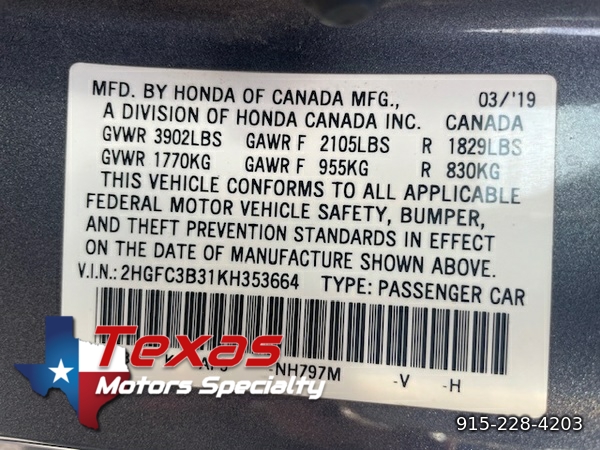 MFD. BY HONDA OF CANADA MFG., 03/'19
A DIVISION OF HONDA CANADA INC. CANADA
GVWR 3902LBS GAWR F 2105LBS R 1829LBS
GVWR 1770KG GAWR F 955KG R 830KG
THIS VEHICLE CONFORMS TO ALL APPLICABLE
FEDERAL MOTOR VEHICLE SAFETY, BUMPER,
AND THEFT PREVENTION STANDARDS IN EFFECT
ON THE DATE OF MANUFACTURE SHOWN ABOVE.
V.I.N.: 2HGFC3B31KH353664 TYPE: PASSENGER CAR
-NH797M -V -H
Texas
Motors Specialty
915-228-4203